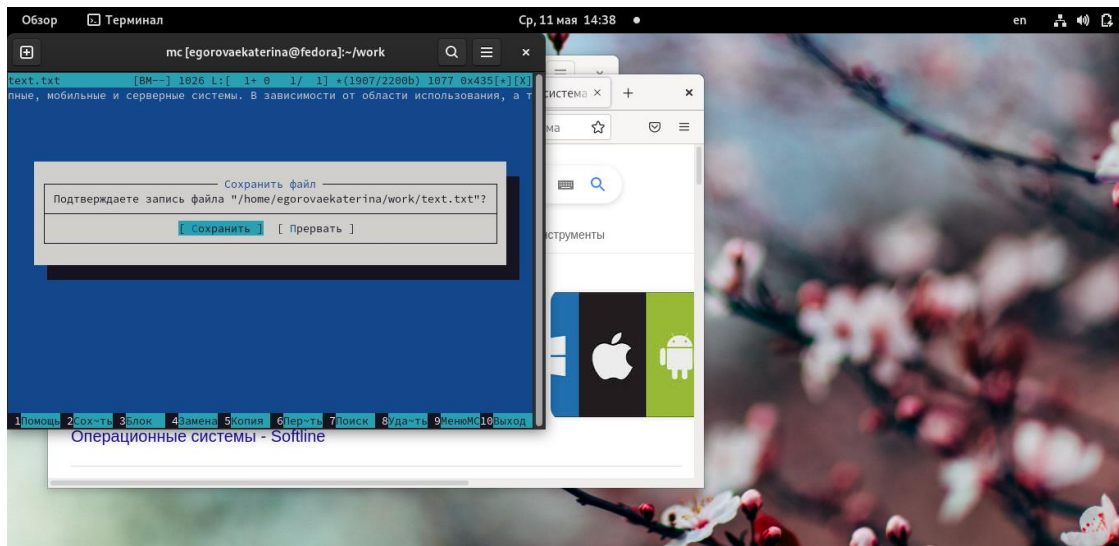 Обзор Терминал Ср, 11 мая 14:38 en
mc [egorovaekaterina@fedora]:~/work
text.txt [BM--] 1026 L:[ 1+ 0 1/ 1] *(1907/2200b) 1077 0x435[*][X]
пные, мобильные и серверные системы. В зависимости от области использования, а т
система
ма
Сохранить файл
Подтверждаете запись файла "/home/egorovaekaterina/work/text.txt"?
[ Сохранить ] [ Прервать ]
нструменты
1Помощь 2Сох~ть 3Блок 4Замена 5Копия 6Пер~ть 7Поиск 8Уда~ть 9МенюMC 10Выход
Операционные системы - Softline